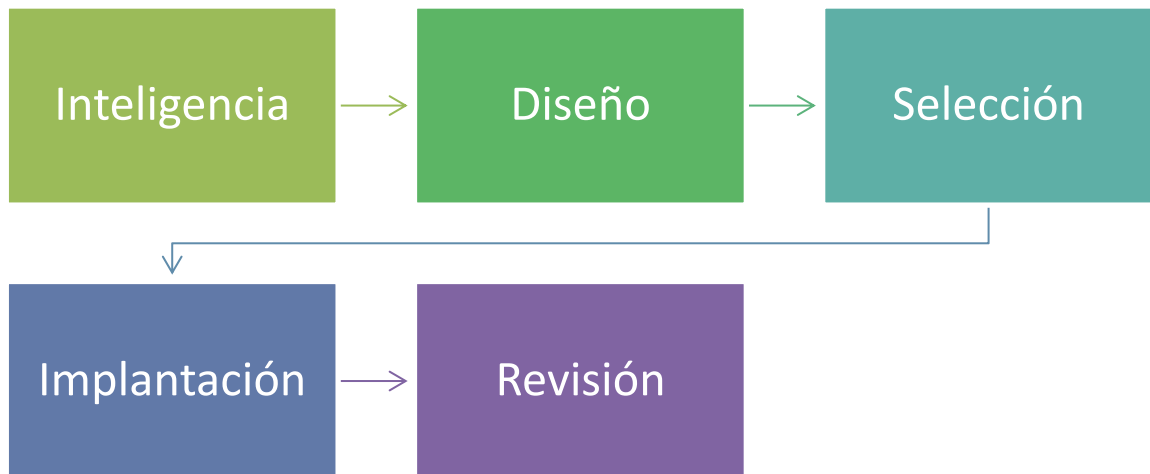 Inteligencia
Diseño
Selección
Implantación
Revisión